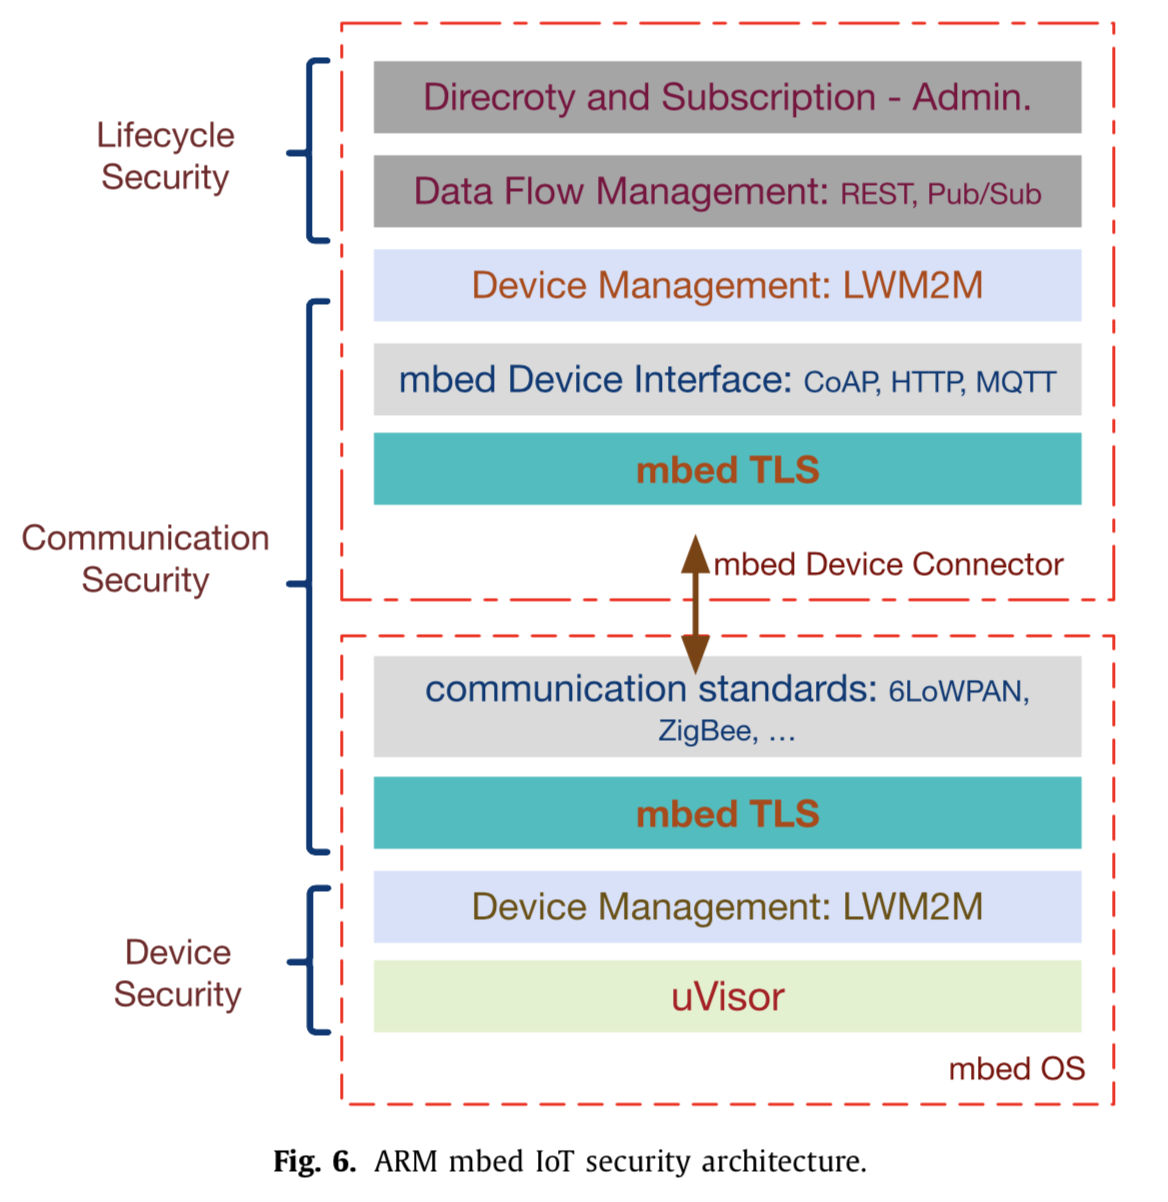 Lifecycle
Security
Direcroty and Subscription - Admin.
Data Flow Management: REST, Pub/Sub
Device Management: LWM2M
mbed Device Interface: CoAP, HTTP, MQTT
mbed TLS
mbed Device Connector
Communication
Security
communication standards: 6LoWPAN,
ZigBee, ...
mbed TLS
Device Management: LWM2M
uVisor
Device
Security
mbed OS
Fig. 6. ARM mbed IoT security architecture.